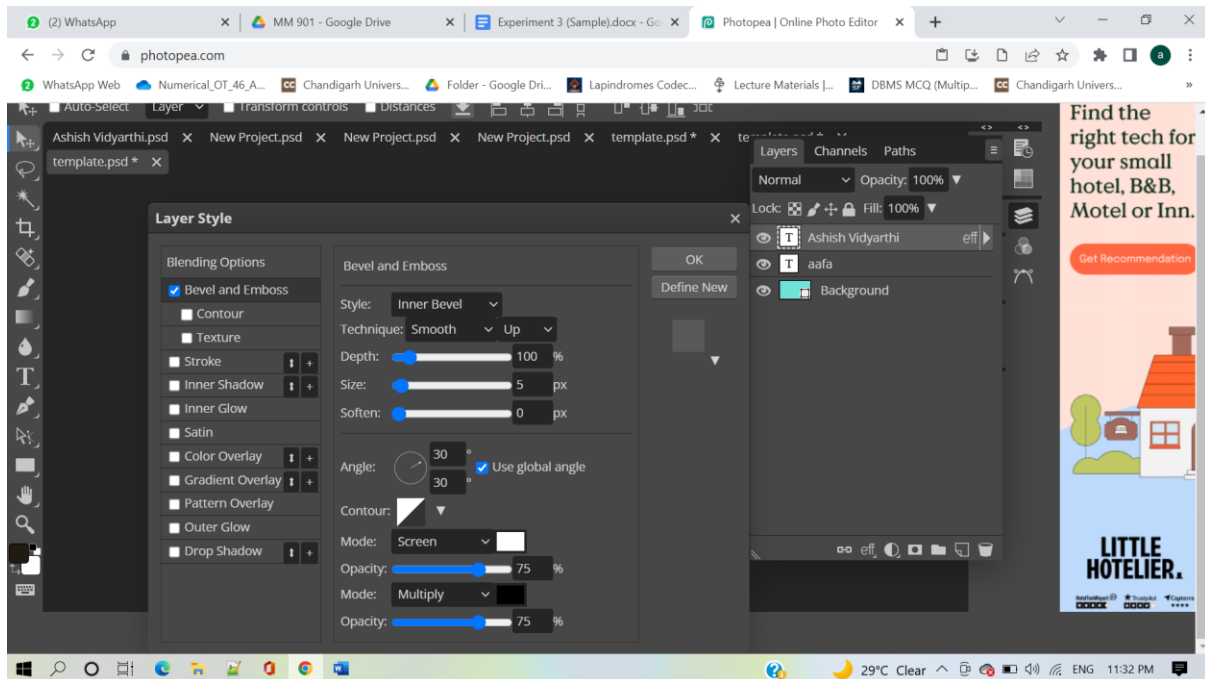 (2) WhatsApp
MM 901 - Google Drive
Experiment 3 (Sample).docx - Go
Photopea | Online Photo Editor
photopea.com
a
WhatsApp Web
Numerical_OT_46_A...
Chandigarh Univers...
Folder - Google Dri...
Lapindromes Codec...
Lecture Materials |...
DBMS MCQ (Multip...
Chandigarh Univers...
Auto-Select
Layer
Transform controls
Distances
Ashish Vidyarthi.psd
New Project.psd
New Project.psd
New Project.psd
template.psd *
template.psd *
Layer Style
Blending Options
Bevel and Emboss
Contour
Texture
Stroke
Inner Shadow
Inner Glow
Satin
Color Overlay
Gradient Overlay
Pattern Overlay
Outer Glow
Drop Shadow
Bevel and Emboss
Style: Inner Bevel
Technique: Smooth Up
Depth: 100 %
Size: 5 px
Soften: 0 px
Angle: 30 °
30 °
Use global angle
Contour:
Mode: Screen
Opacity: 75 %
Mode: Multiply
Opacity: 75 %
OK
Define New
Layers Channels Paths
Normal Opacity: 100%
Lock: Fill: 100%
T Ashish Vidyarthi eff
T aafa
Background
eff
Find the
right tech for
your small
hotel, B&B,
Motel or Inn.
Get Recommendation
LITTLE
HOTELIER.
Trustpilot
Capterra
29°C Clear
ENG
11:32 PM